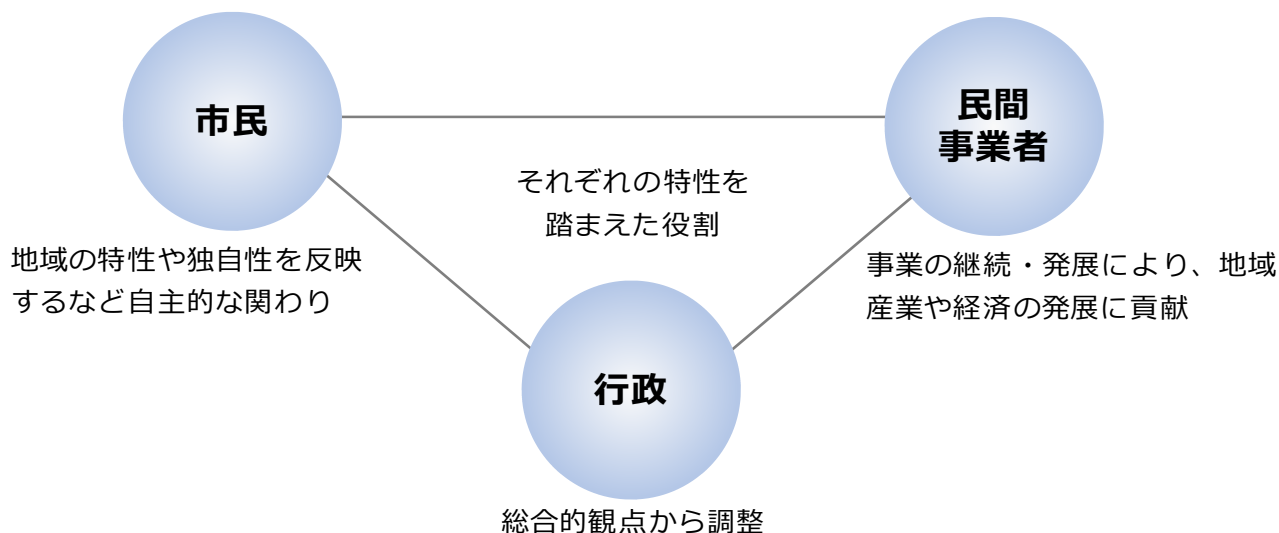 市民
民間
事業者
それぞれの特性を
踏まえた役割
地域の特性や独自性を反映
するなど自主的な関わり
事業の継続・発展により、地域
産業や経済の発展に貢献
行政
総合的観点から調整